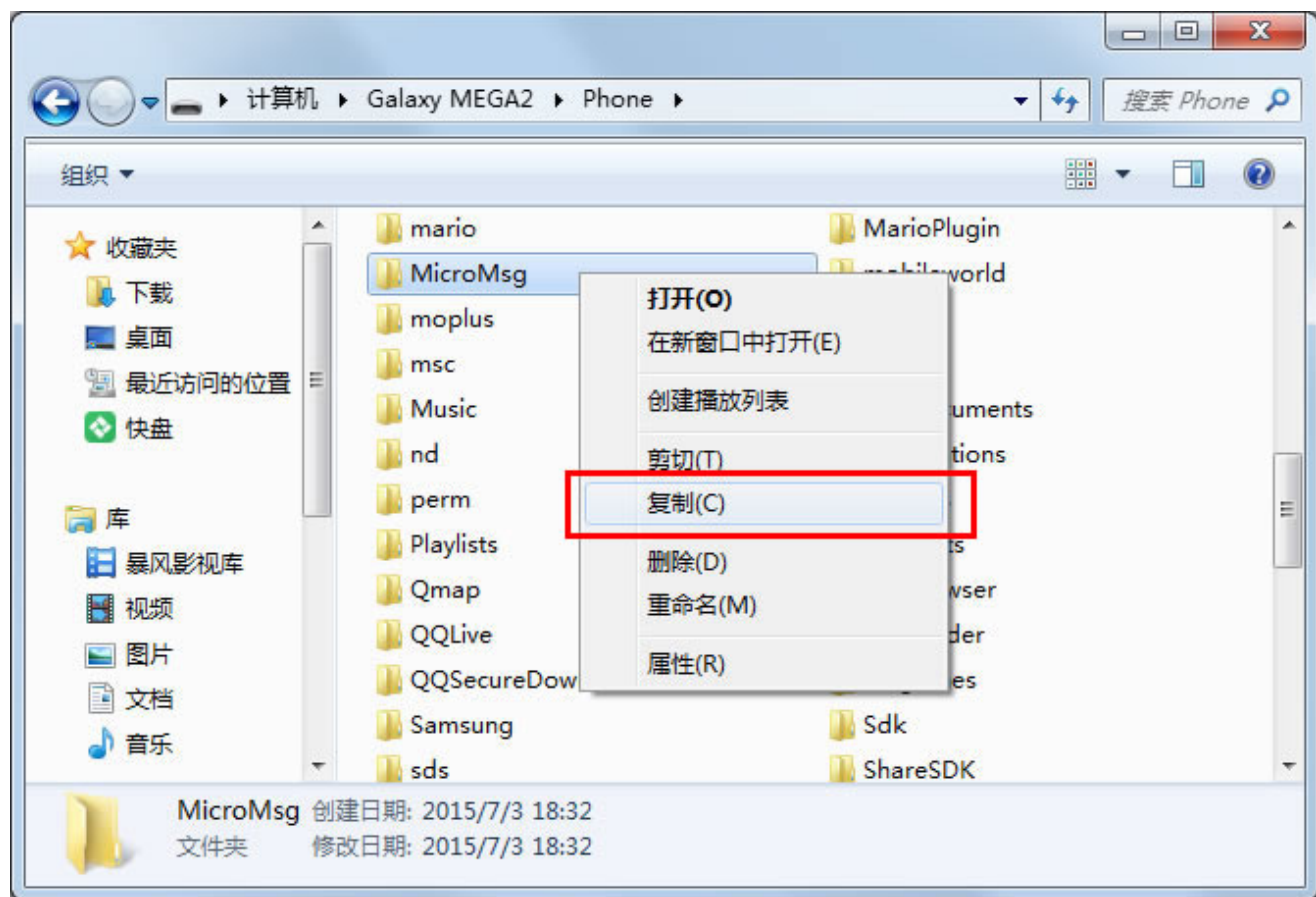 计算机 Galaxy MEGA2 Phone 搜索 Phone
组织
收藏夹
下载
桌面
最近访问的位置
快盘
库
暴风影视库
视频
图片
文档
音乐
mario
MicroMsg
moplus
msc
Music
nd
perm
Playlists
Qmap
QQLive
QQSecureDow
Samsung
sds
MarioPlugin
uments
tions
wser
der
es
Sdk
ShareSDK
打开(O)
在新窗口中打开(E)
创建播放列表
剪切(T)
复制(C)
删除(D)
重命名(M)
属性(R)
MicroMsg 创建日期: 2015/7/3 18:32
文件夹 修改日期: 2015/7/3 18:32